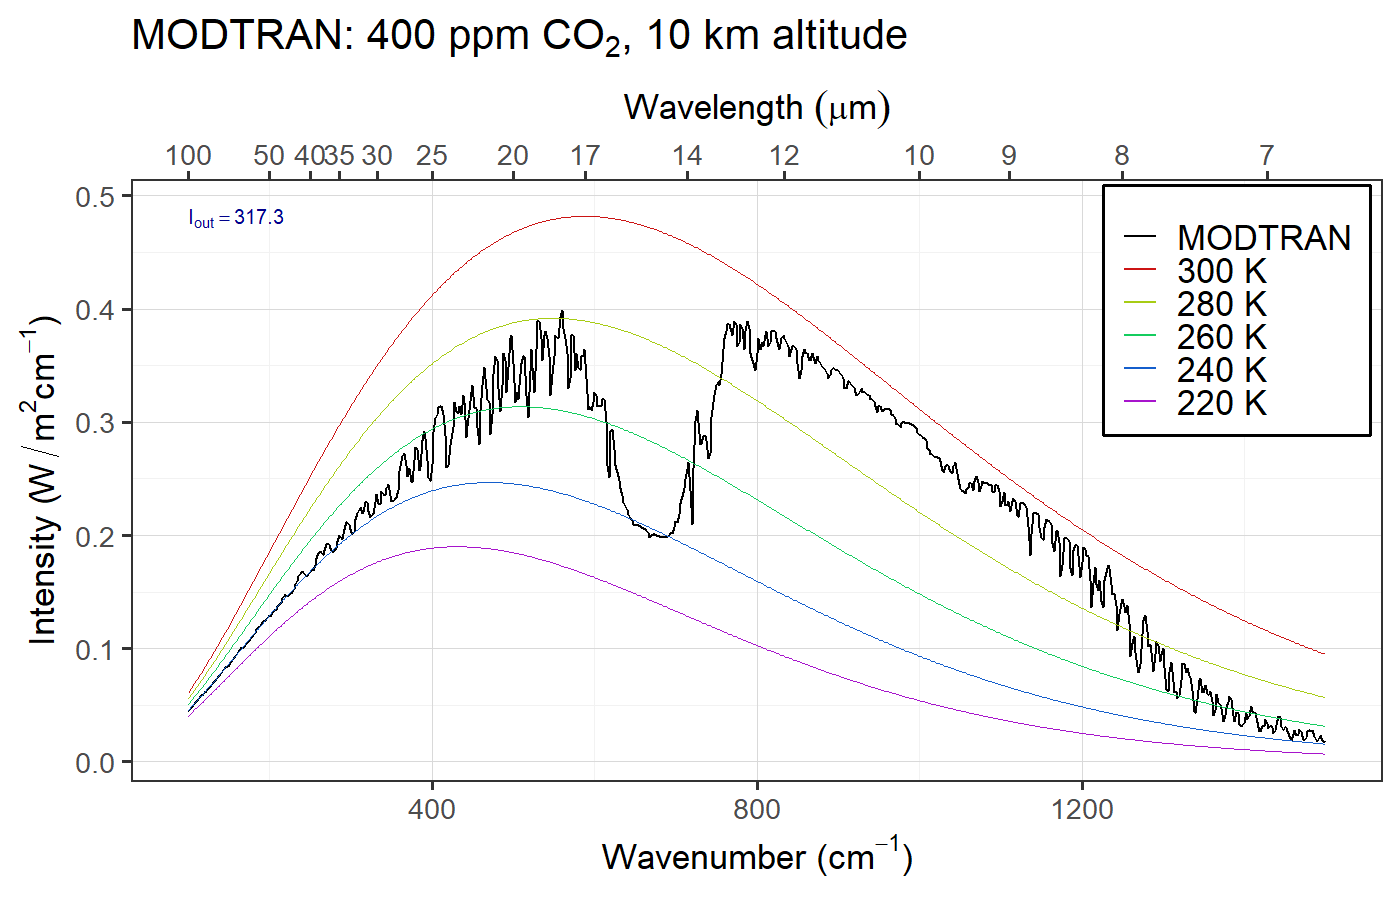 MODTRAN: 400 ppm CO₂, 10 km altitude
Wavelength (μm)
100 50 40 35 30 25 20 17 14 12 10 9 8 7
Intensity (W / m²cm⁻¹)
0.5
0.4
0.3
0.2
0.1
0.0
I_out = 317.3
MODTRAN
300 K
280 K
260 K
240 K
220 K
400 800 1200
Wavenumber (cm⁻¹)